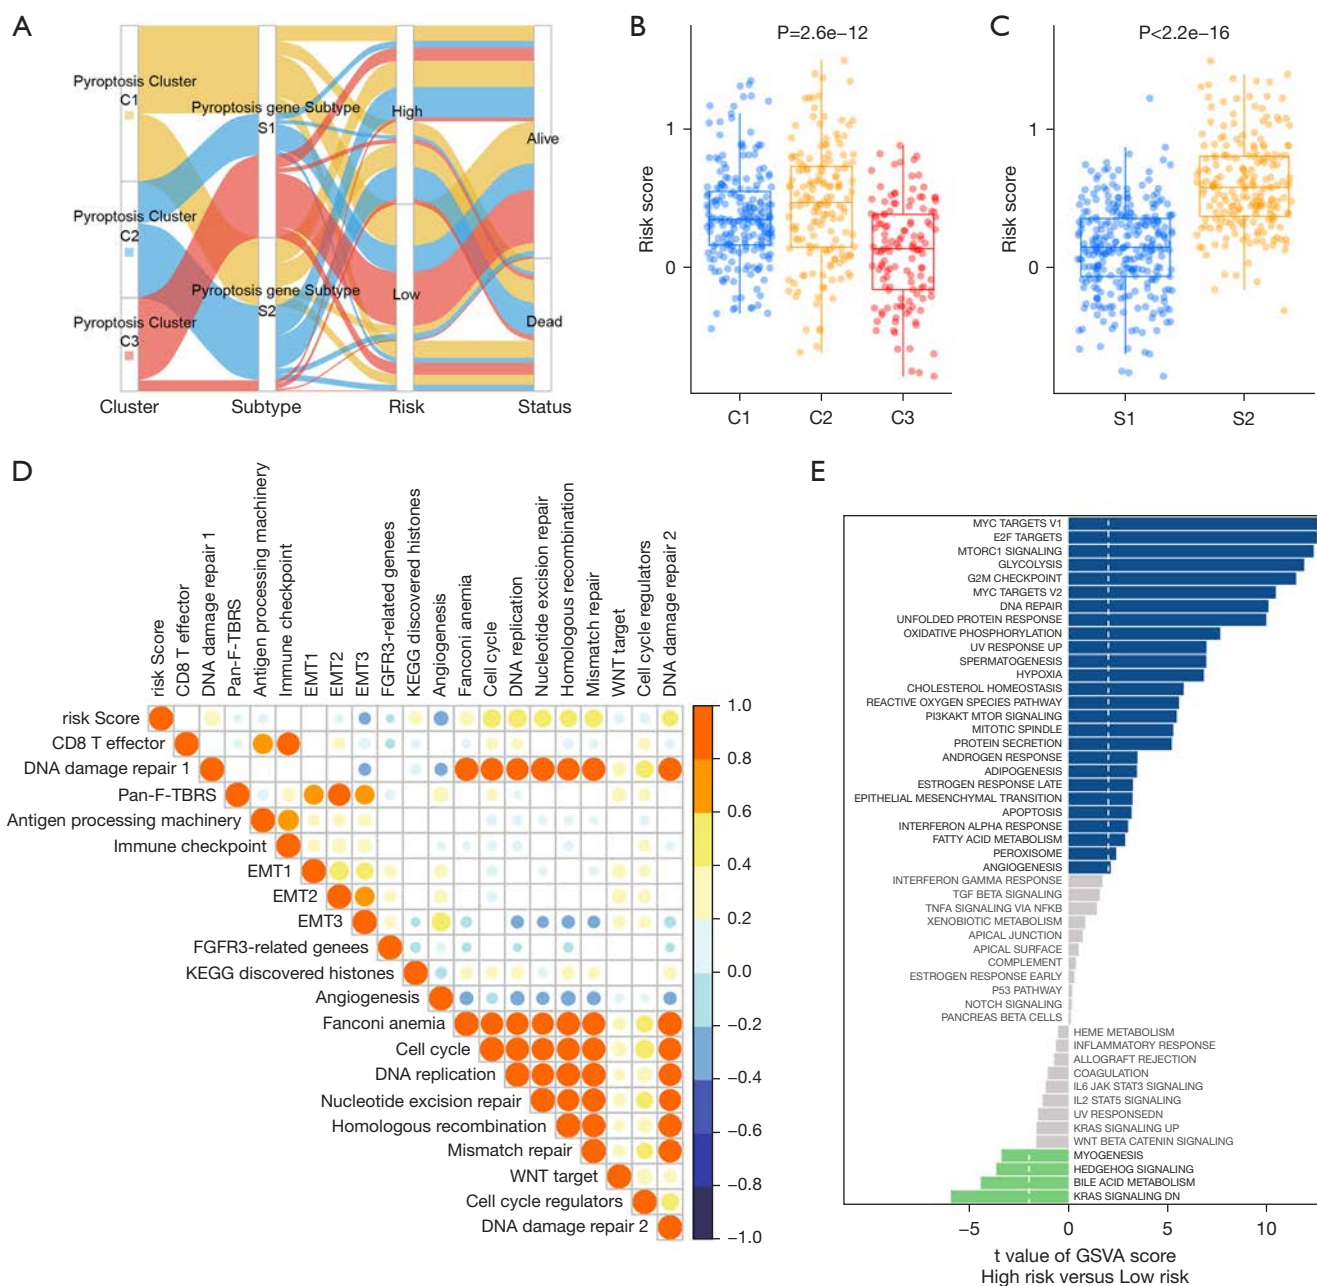 A
Pyroptosis Cluster
C1
Pyroptosis Cluster
C2
Pyroptosis Cluster
C3
Pyroptosis gene Subtype
S1
Pyroptosis gene Subtype
S2
High
Low
Alive
Dead
Cluster
Subtype
Risk
Status
B
P=2.6e−12
Risk score
1
0
C1
C2
C3
C
P<2.2e−16
Risk score
1
0
S1
S2
D
risk Score
CD8 T effector
DNA damage repair 1
Pan-F-TBRS
Antigen processing machinery
Immune checkpoint
EMT1
EMT2
EMT3
FGFR3-related genees
KEGG discovered histones
Angiogenesis
Fanconi anemia
Cell cycle
DNA replication
Nucleotide excision repair
Homologous recombination
Mismatch repair
WNT target
Cell cycle regulators
DNA damage repair 2
risk Score
CD8 T effector
DNA damage repair 1
Pan-F-TBRS
Antigen processing machinery
Immune checkpoint
EMT1
EMT2
EMT3
FGFR3-related genees
KEGG discovered histones
Angiogenesis
Fanconi anemia
Cell cycle
DNA replication
Nucleotide excision repair
Homologous recombination
Mismatch repair
WNT target
Cell cycle regulators
DNA damage repair 2
1.0
0.8
0.6
0.4
0.2
0.0
−0.2
−0.4
−0.6
−0.8
−1.0
E
MYC TARGETS V1
E2F TARGETS
MTORC1 SIGNALING
GLYCOLYSIS
G2M CHECKPOINT
MYC TARGETS V2
DNA REPAIR
UNFOLDED PROTEIN RESPONSE
OXIDATIVE PHOSPHORYLATION
UV RESPONSE UP
SPERMATOGENESIS
HYPOXIA
CHOLESTEROL HOMEOSTASIS
REACTIVE OXYGEN SPECIES PATHWAY
PI3KAKT MTOR SIGNALING
MITOTIC SPINDLE
PROTEIN SECRETION
ANDROGEN RESPONSE
ADIPOGENESIS
ESTROGEN RESPONSE LATE
EPITHELIAL MESENCHYMAL TRANSITION
APOPTOSIS
INTERFERON ALPHA RESPONSE
FATTY ACID METABOLISM
PEROXISOME
ANGIOGENESIS
INTERFERON GAMMA RESPONSE
TGF BETA SIGNALING
TNFA SIGNALING VIA NFKB
XENOBIOTIC METABOLISM
APICAL JUNCTION
APICAL SURFACE
COMPLEMENT
ESTROGEN RESPONSE EARLY
P53 PATHWAY
NOTCH SIGNALING
PANCREAS BETA CELLS
HEME METABOLISM
INFLAMMATORY RESPONSE
ALLOGRAFT REJECTION
COAGULATION
IL6 JAK STAT3 SIGNALING
IL2 STAT5 SIGNALING
UV RESPONSEDN
KRAS SIGNALING UP
WNT BETA CATENIN SIGNALING
MYOGENESIS
HEDGEHOG SIGNALING
BILE ACID METABOLISM
KRAS SIGNALING DN
−5
0
5
10
t value of GSVA score
High risk versus Low risk